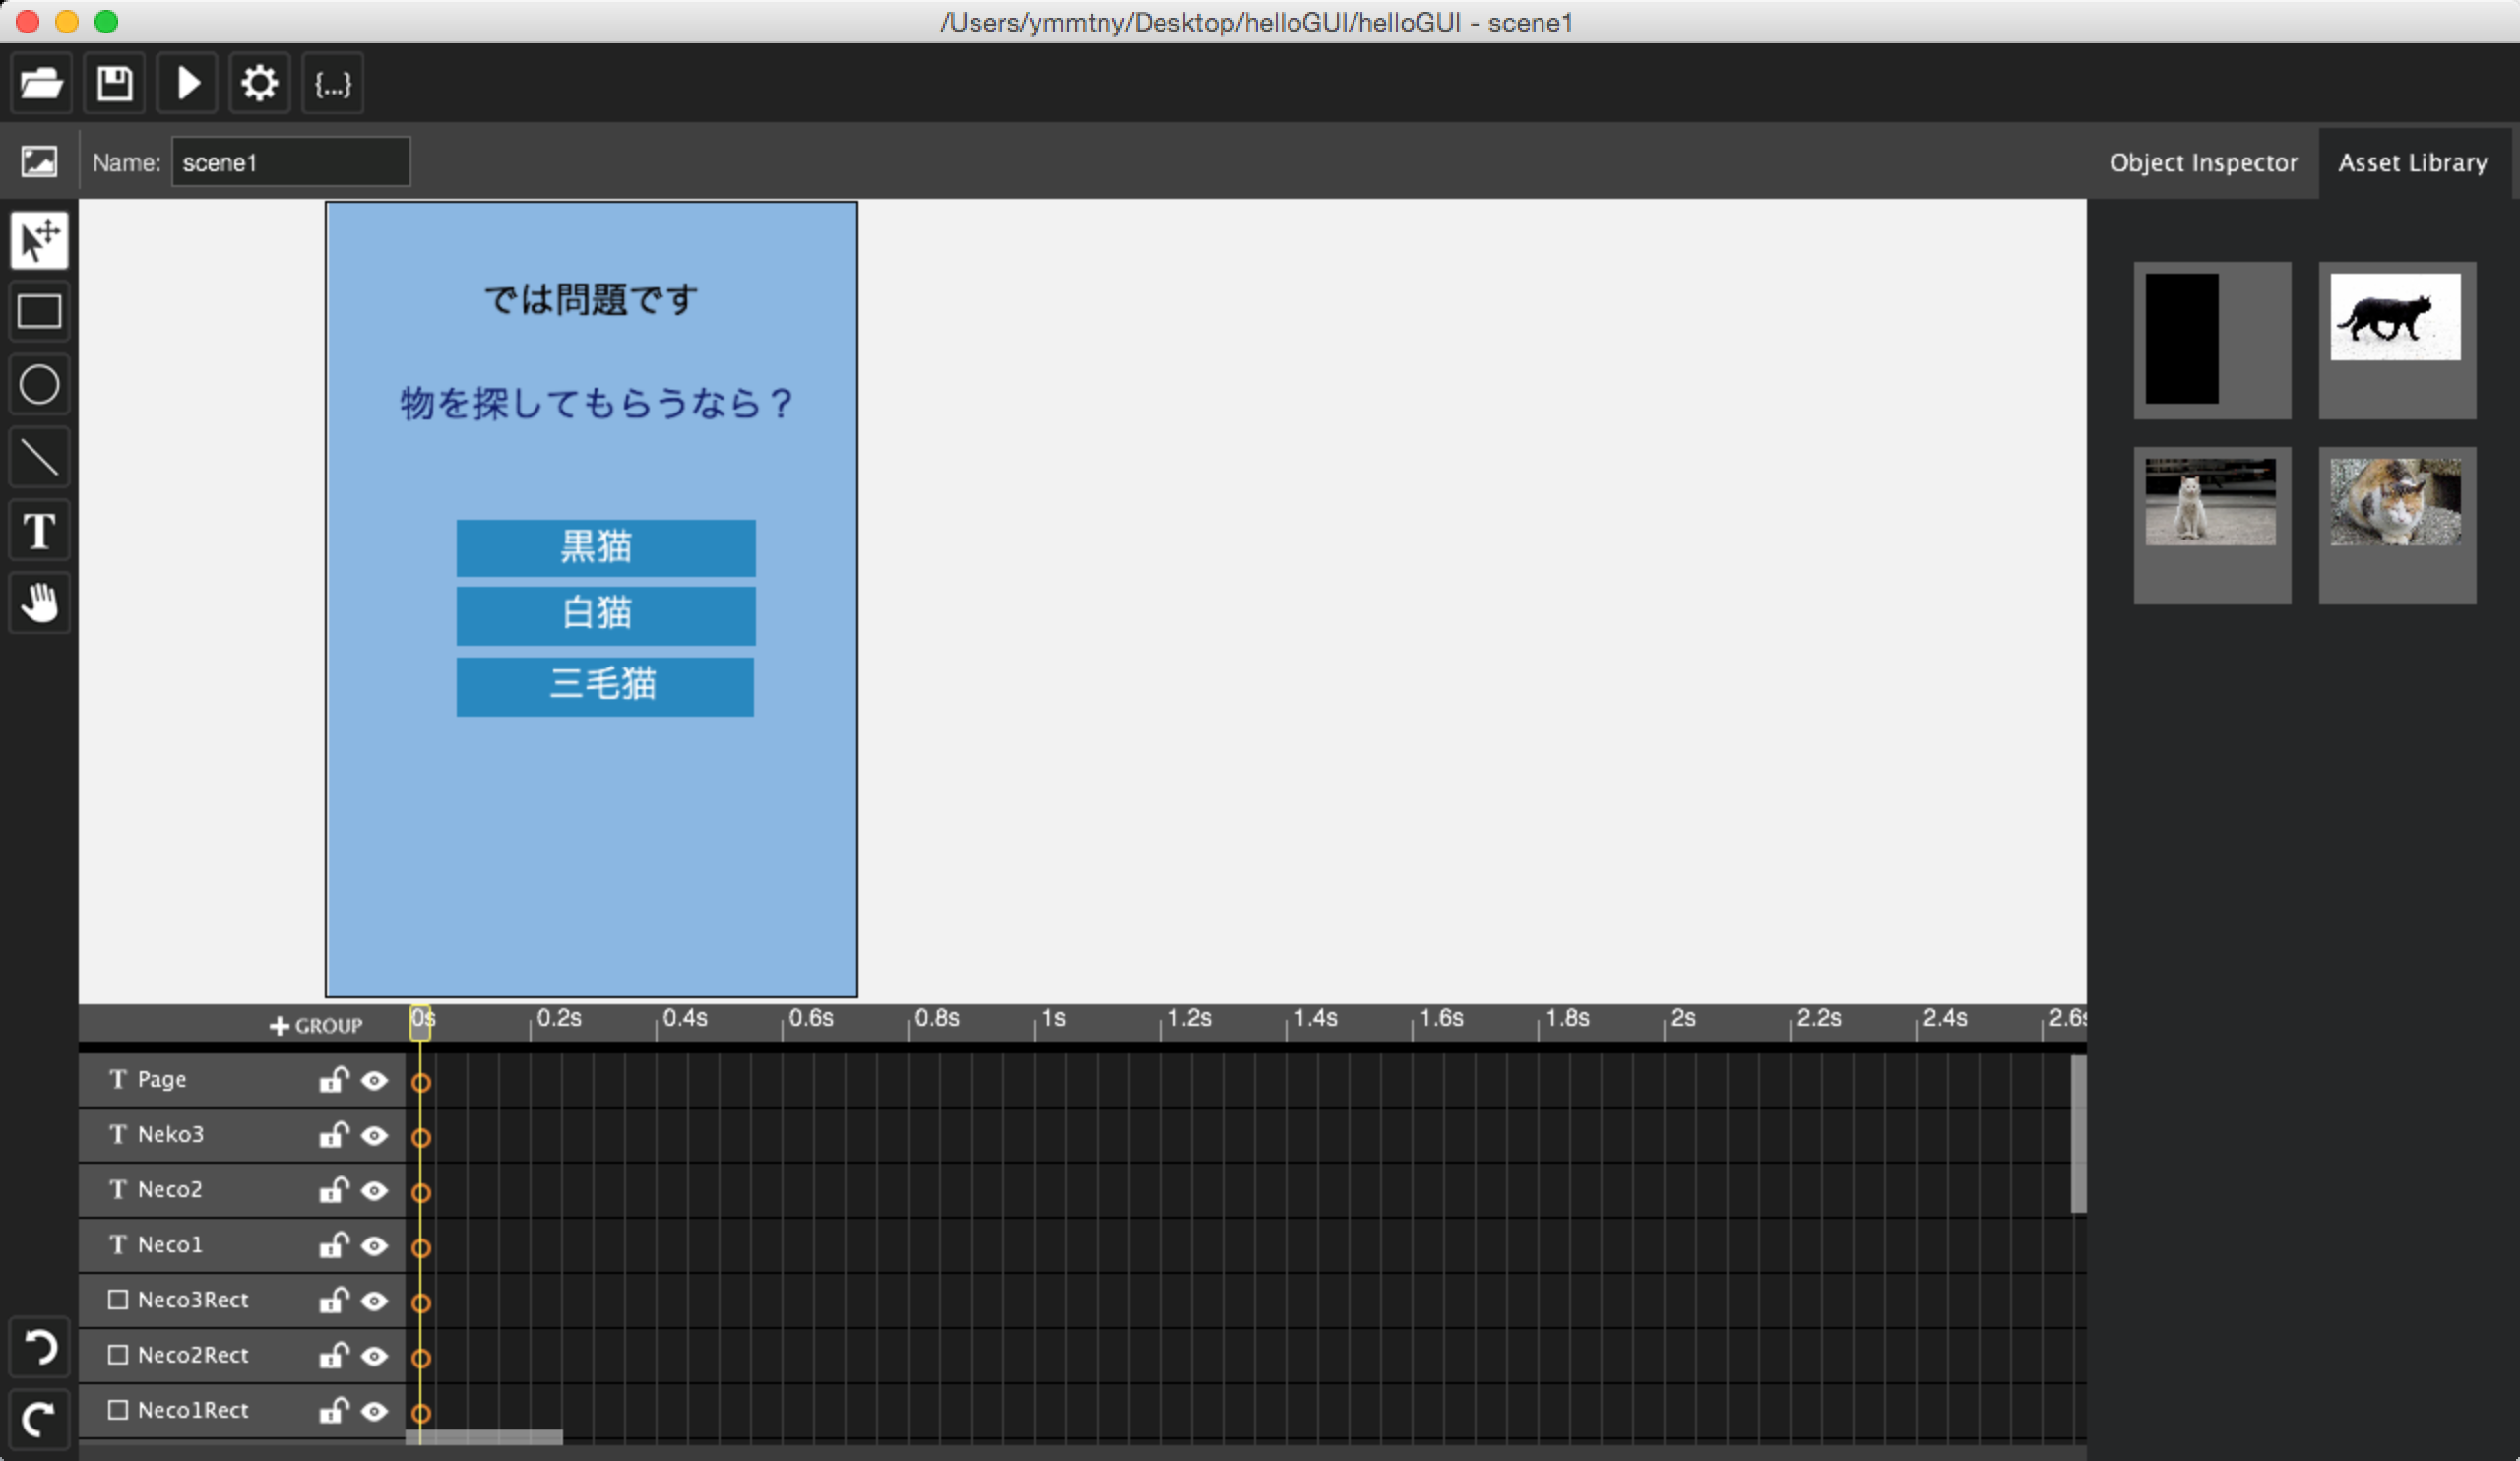 /Users/ymmtny/Desktop/helloGUI/helloGUI - scene1
{...}
Name: scene1
Object Inspector
Asset Library
では問題です
物を探してもらうなら？
黒猫
白猫
三毛猫
GROUP
0s 0.2s 0.4s 0.6s 0.8s 1s 1.2s 1.4s 1.6s 1.8s 2s 2.2s 2.4s 2.6s
T Page
T Neko3
T Neco2
T Neco1
Neco3Rect
Neco2Rect
Neco1Rect